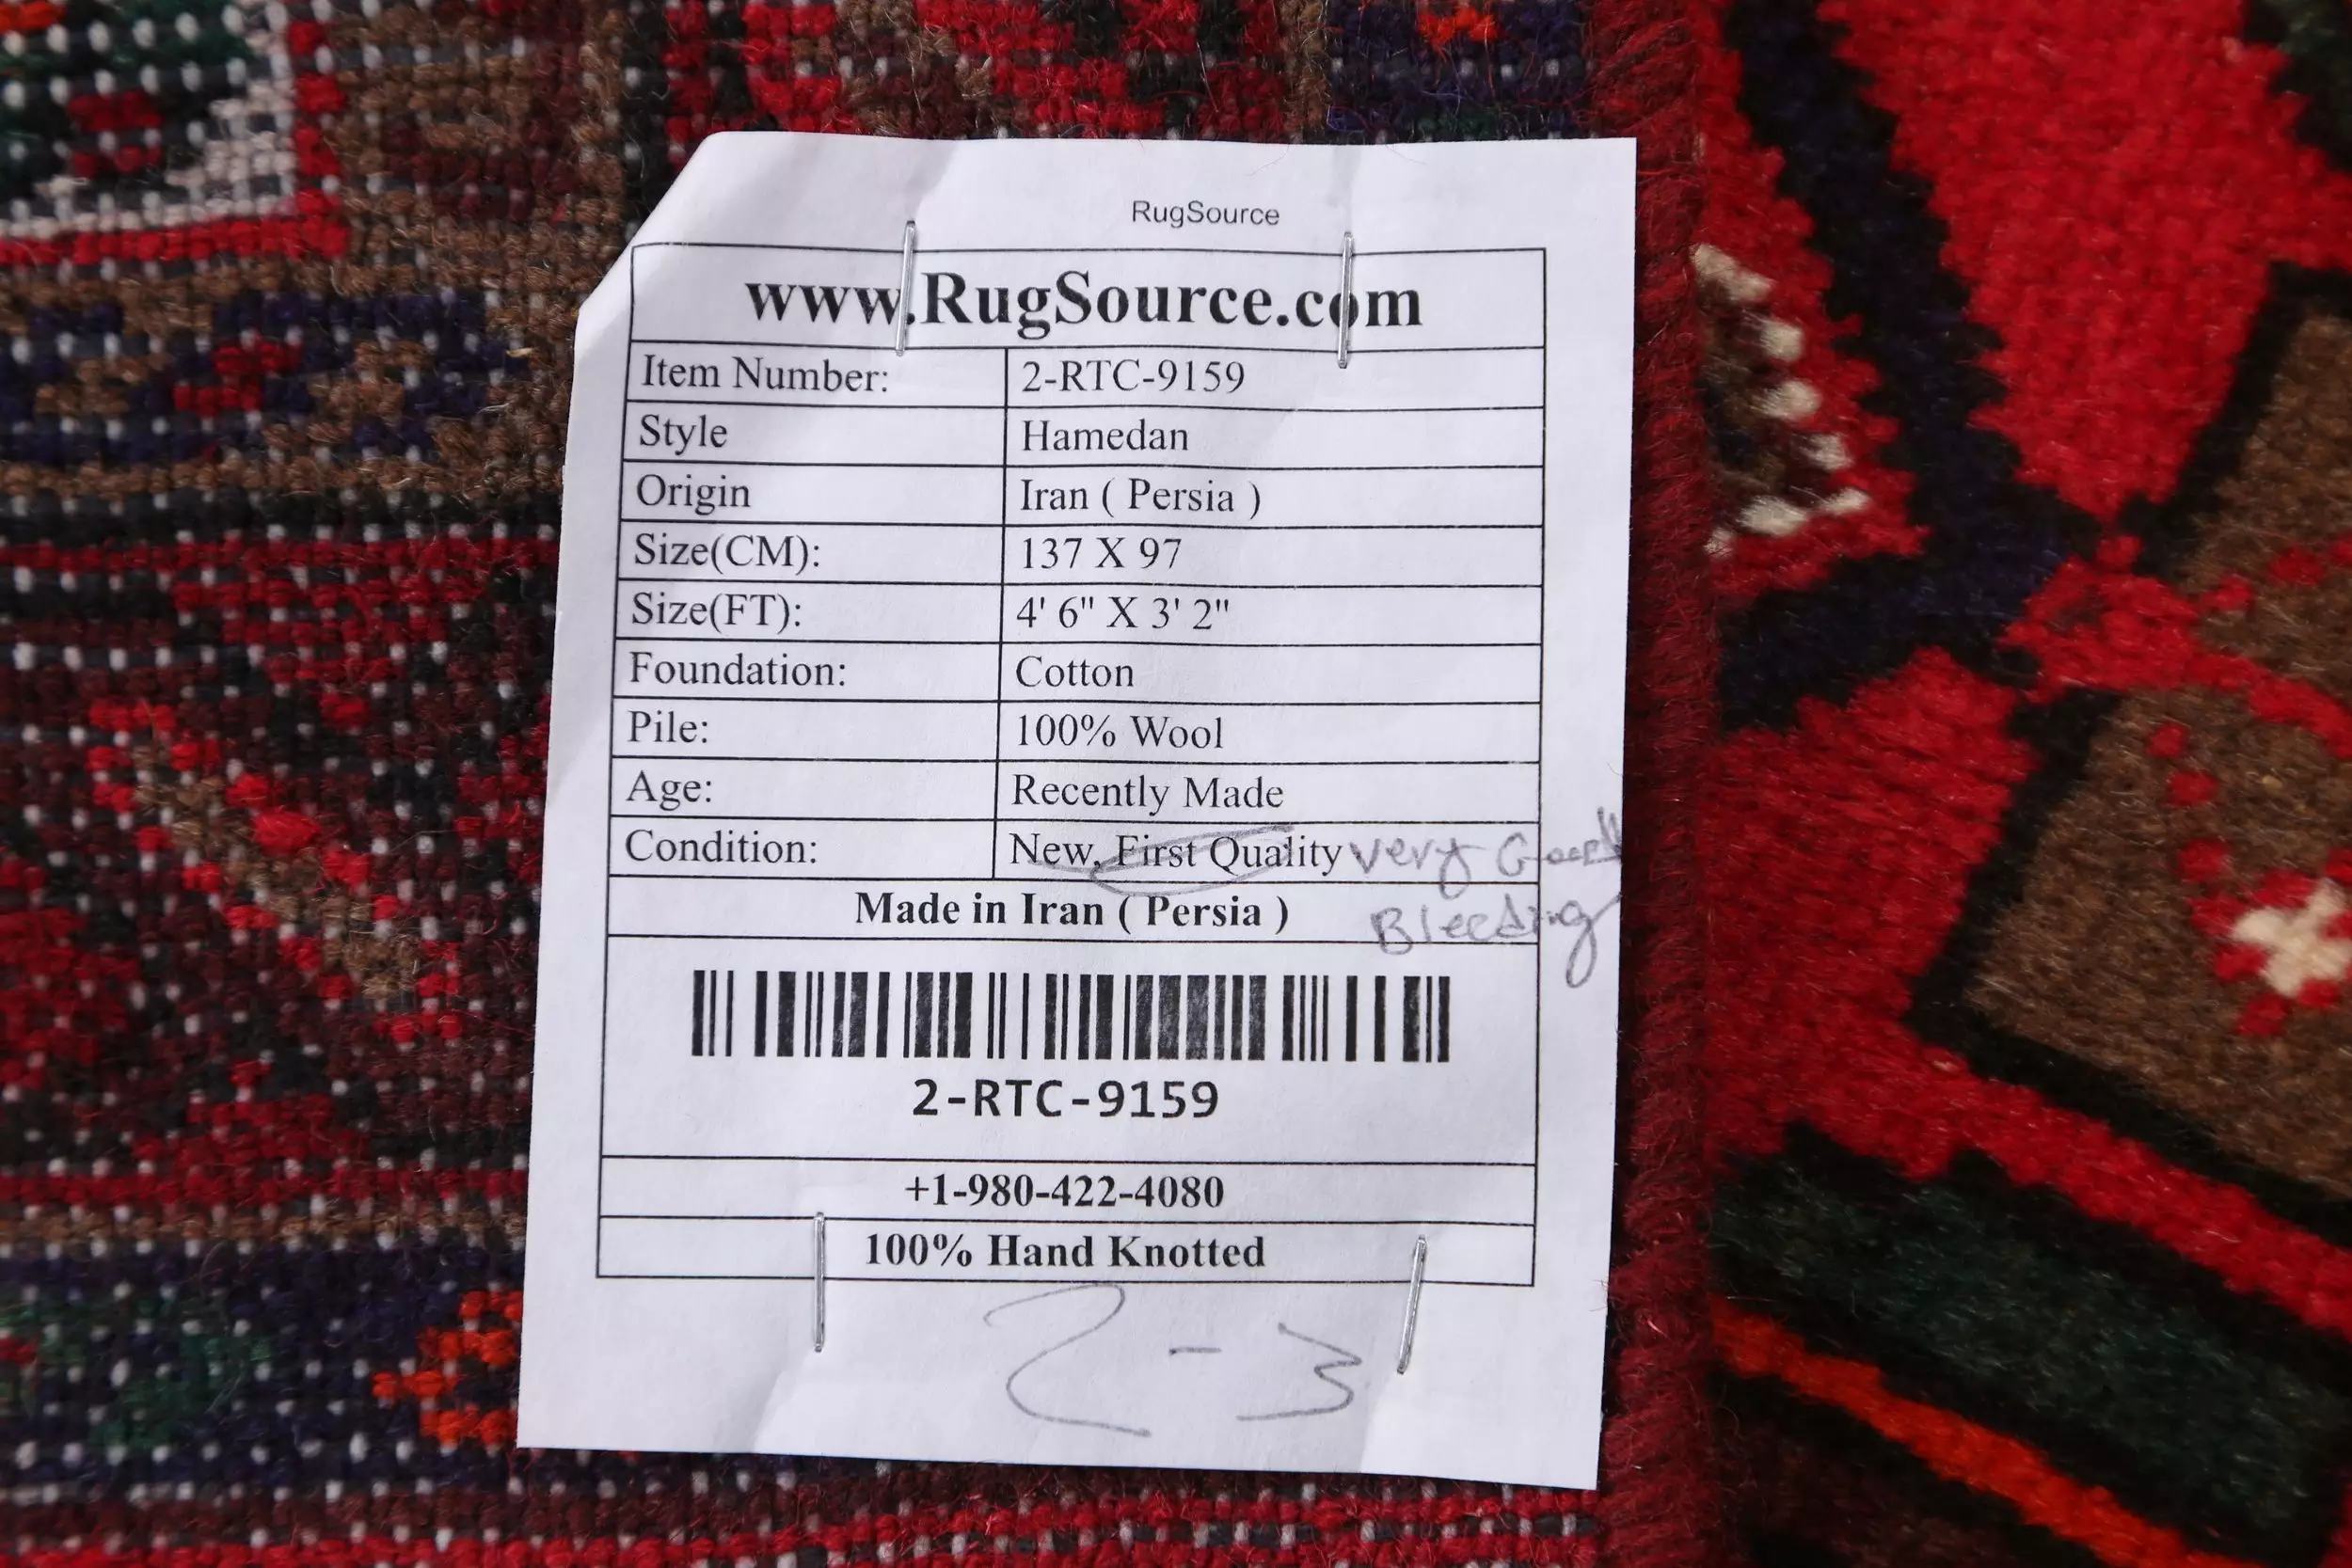 RugSource
www.RugSource.com
Item Number: 2-RTC-9159
Style Hamedan
Origin Iran ( Persia )
Size(CM): 137 X 97
Size(FT): 4' 6" X 3' 2"
Foundation: Cotton
Pile: 100% Wool
Age: Recently Made
Condition: New, First Quality very Good
Made in Iran ( Persia ) Bleeding
2-RTC-9159
+1-980-422-4080
100% Hand Knotted
2-3